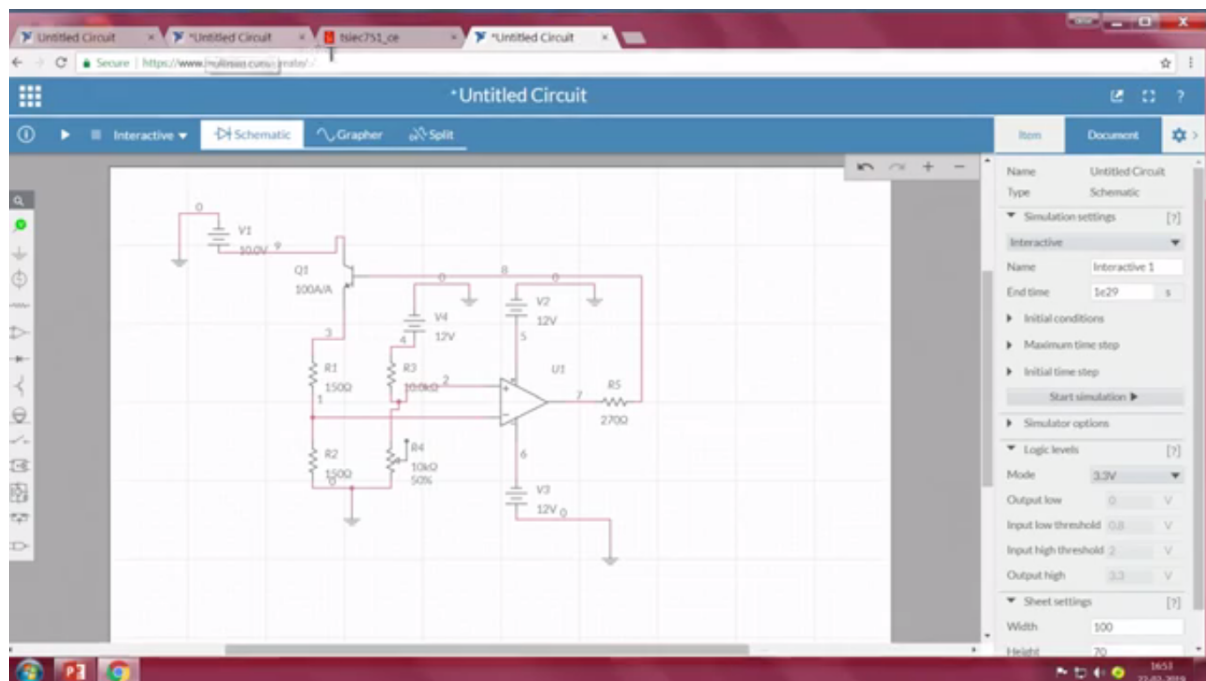 Untitled Circuit
*Untitled Circuit
tsiec751_ce
*Untitled Circuit
Secure | https://www.
*Untitled Circuit
?
Interactive
Schematic
Grapher
Split
Item
Document
Name Untitled Circuit
Type Schematic
Simulation settings [?]
Interactive
Name Interactive 1
End time 1e29 s
Initial conditions
Maximum time step
Initial time step
Start simulation
Simulator options
Logic levels [?]
Mode 3.3V
Output low 0 V
Input low threshold 0.8 V
Input high threshold 2 V
Output high 3.3 V
Sheet settings [?]
Width 100
Height 70
0
V1
10.0V 9
Q1
100A/A
8
0
0
V4
12V
V2
12V
3
4
5
R1
150Ω
R3
10.0kΩ
2
U1
1
7
R5
270Ω
R2
150Ω
0
R4
10kΩ
50%
6
V3
12V
0
1653
22-02-2019